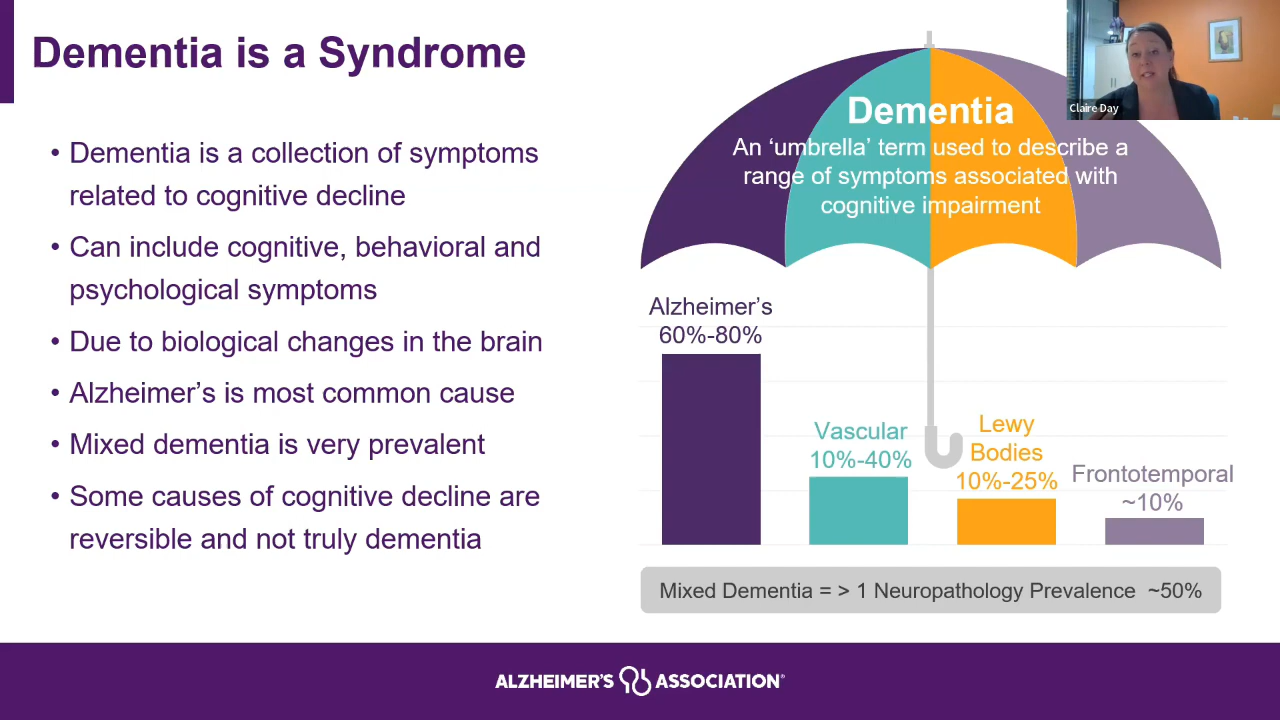 Dementia is a Syndrome
• Dementia is a collection of symptoms
related to cognitive decline
• Can include cognitive, behavioral and
psychological symptoms
• Due to biological changes in the brain
• Alzheimer’s is most common cause
• Mixed dementia is very prevalent
• Some causes of cognitive decline are
reversible and not truly dementia
Claire Day
Dementia
An ‘umbrella’ term used to describe a
range of symptoms associated with
cognitive impairment
Alzheimer’s
60%-80%
Vascular
10%-40%
Lewy
Bodies
10%-25%
Frontotemporal
~10%
Mixed Dementia = > 1 Neuropathology Prevalence ~50%
ALZHEIMER’S ASSOCIATION®